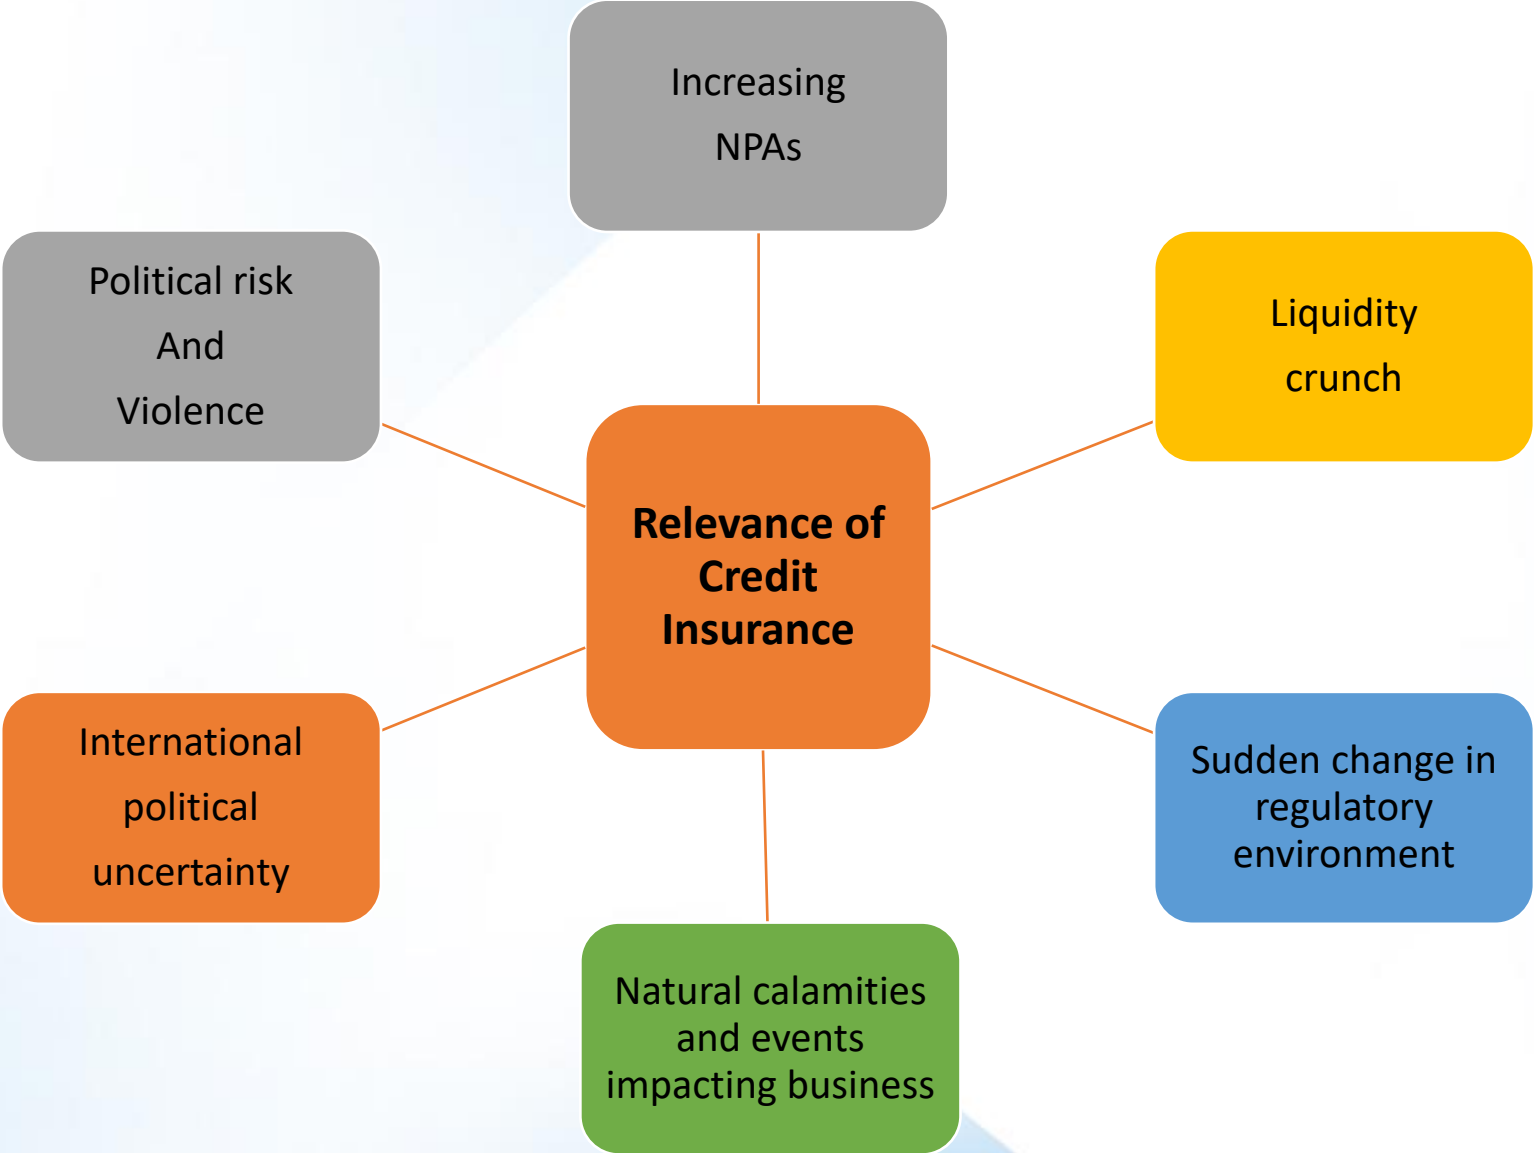 Increasing
NPAs
Liquidity
crunch
Sudden change in
regulatory
environment
Natural calamities
and events
impacting business
International
political
uncertainty
Political risk
And
Violence
Relevance of
Credit
Insurance